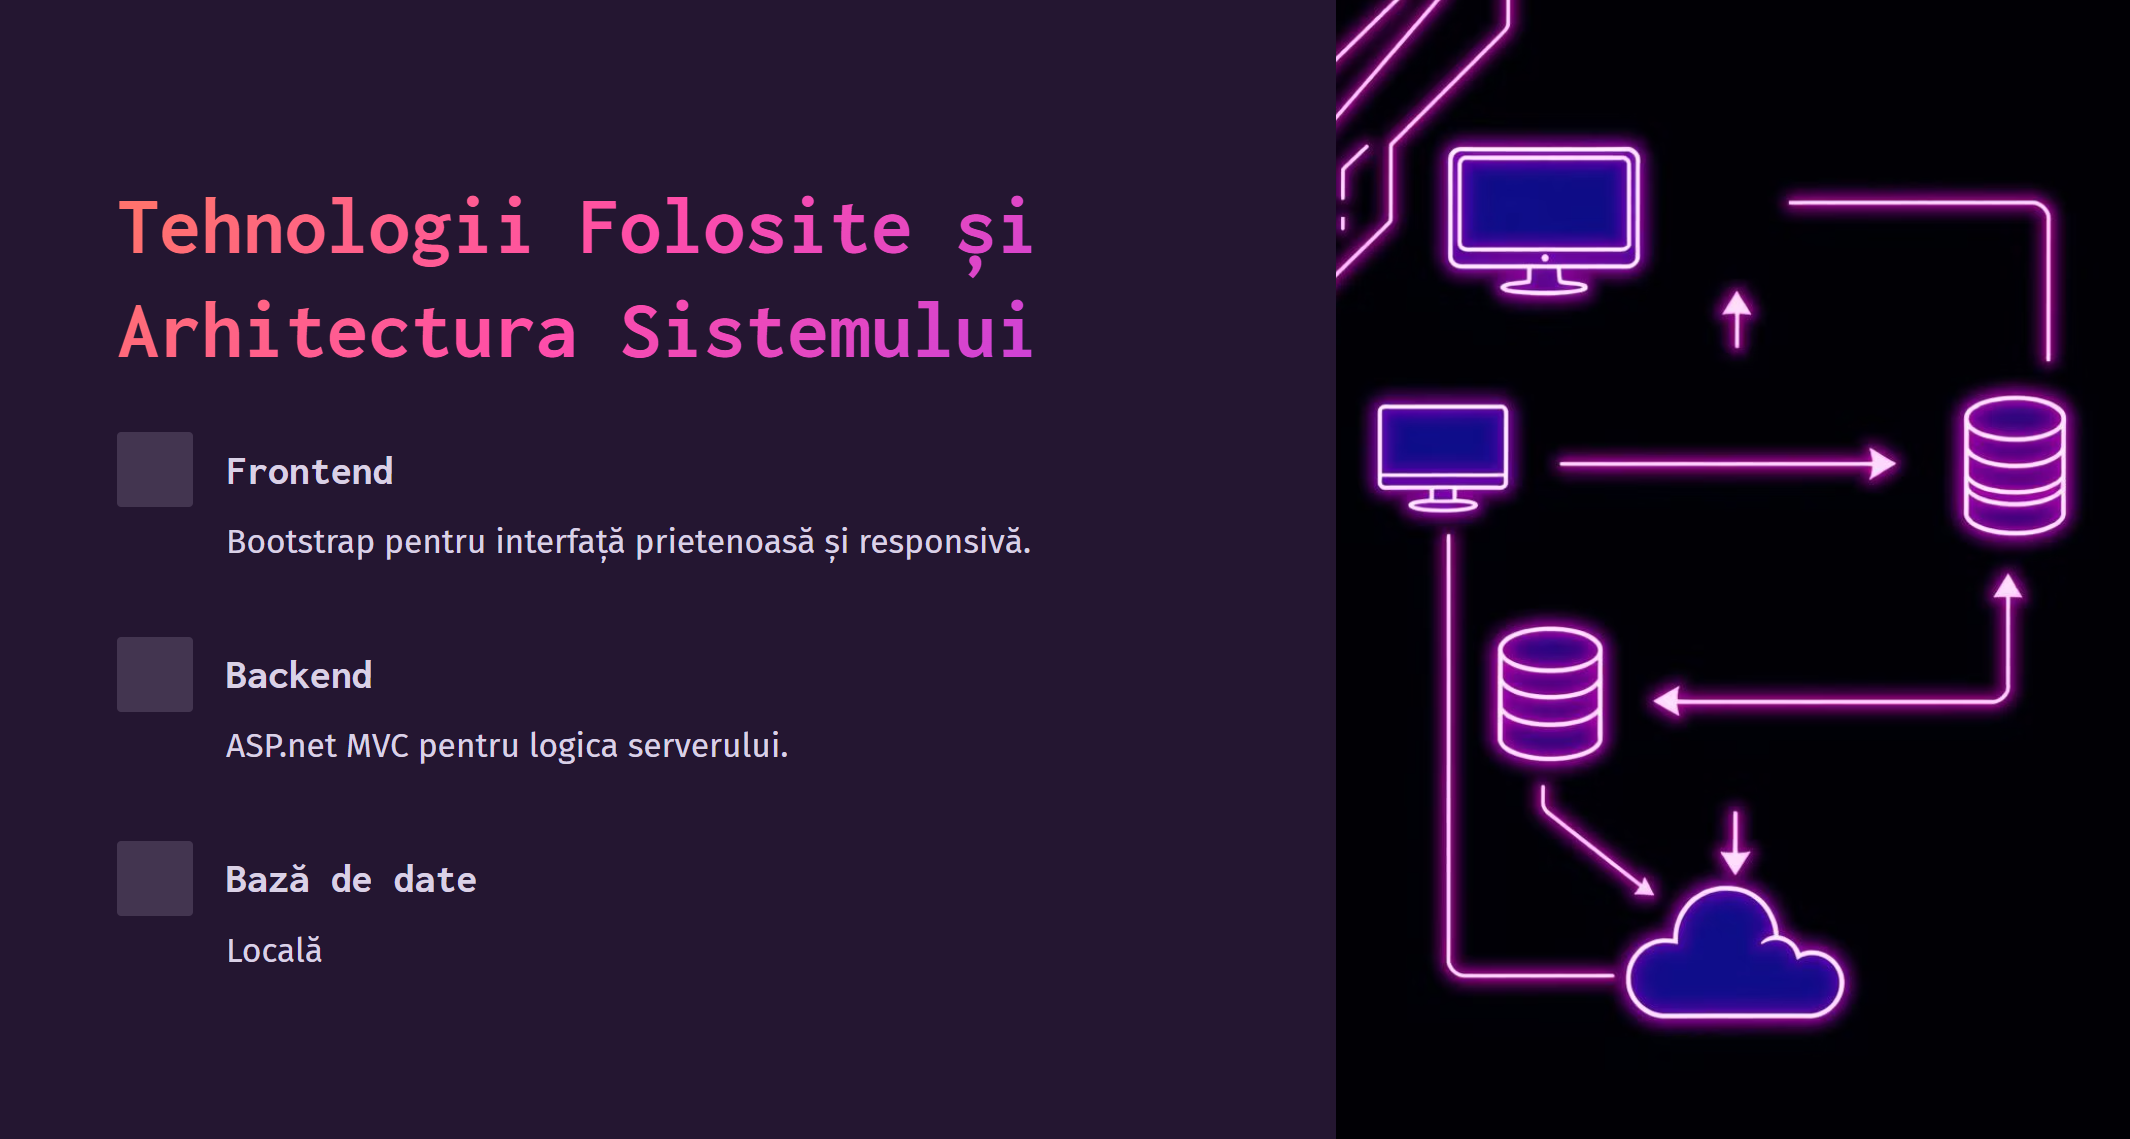 Tehnologii Folosite și
Arhitectura Sistemului
Frontend
Bootstrap pentru interfață prietenoasă și responsivă.
Backend
ASP.net MVC pentru logica serverului.
Bază de date
Locală